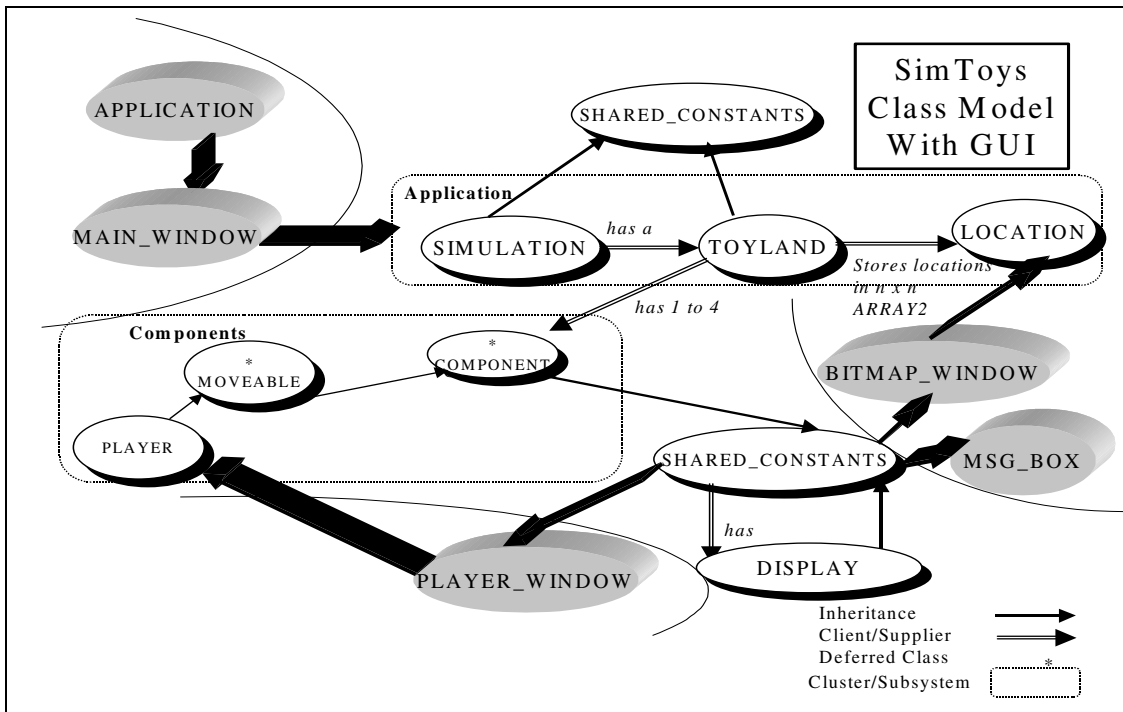 SimToys
Class Model
With GUI
APPLICATION
SHARED_CONSTANTS
MAIN_WINDOW
Application
SIMULATION
has a
TOYLAND
LOCATION
Stores locations
in n x n
ARRAY2
has 1 to 4
Components
*
MOVEABLE
*
COMPONENT
BITMAP_WINDOW
PLAYER
SHARED_CONSTANTS
MSG_BOX
has
PLAYER_WINDOW
DISPLAY
Inheritance
Client/Supplier
Deferred Class *
Cluster/Subsystem